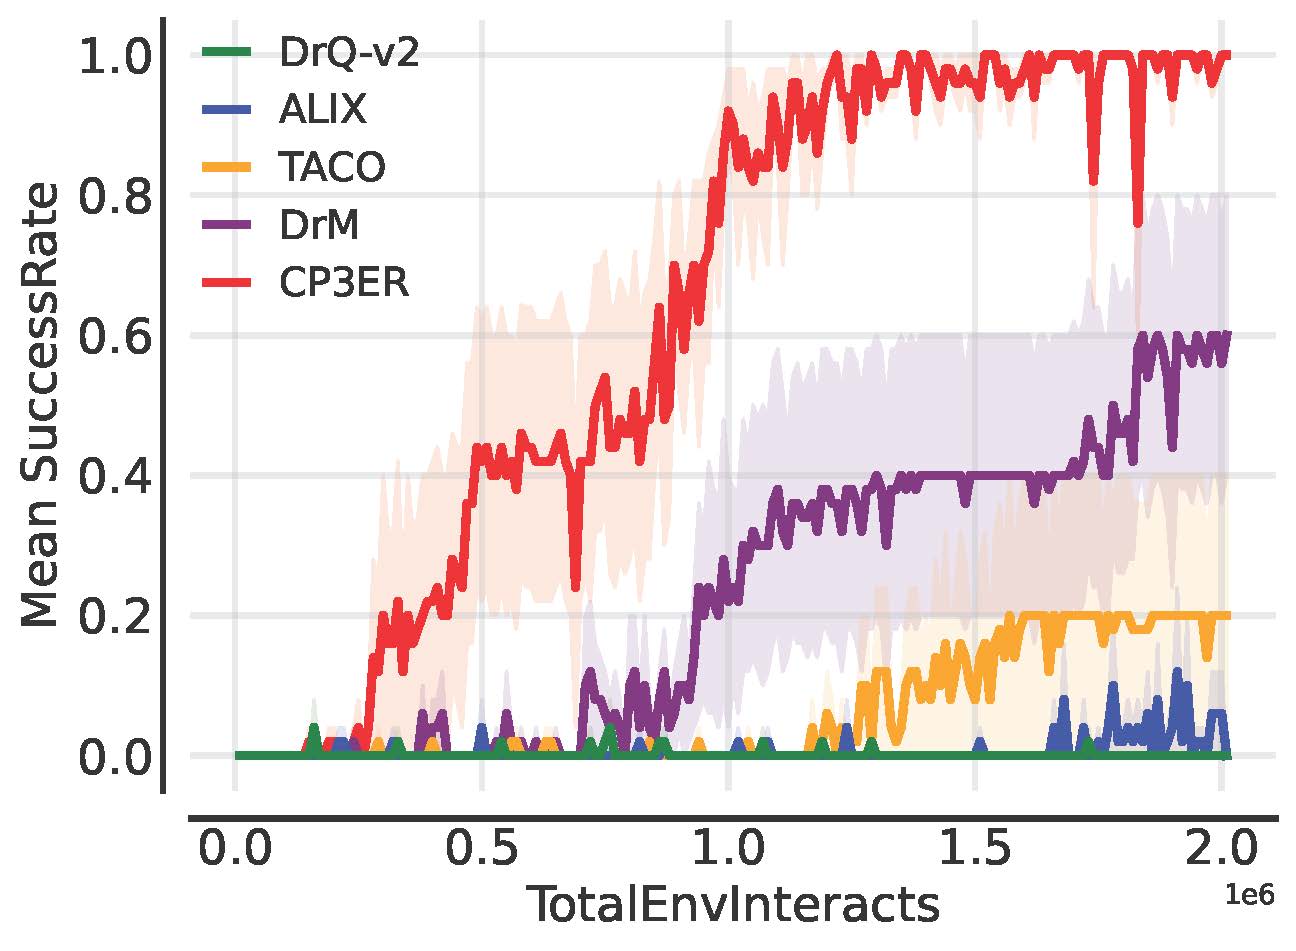 DrQ-v2
ALIX
TACO
DrM
CP3ER
Mean SuccessRate
1.0
0.8
0.6
0.4
0.2
0.0
0.0 0.5 1.0 1.5 2.0
1e6
TotalEnvInteracts